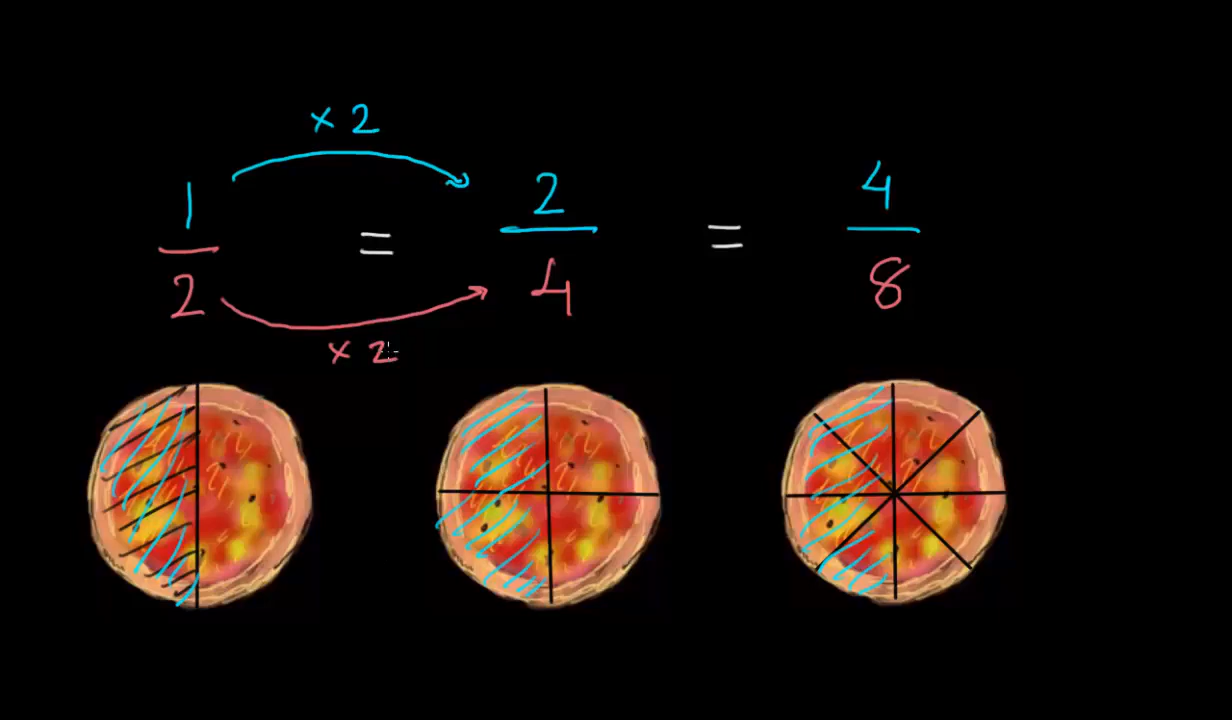 × 2
1/2 = 2/4 = 4/8
× 2